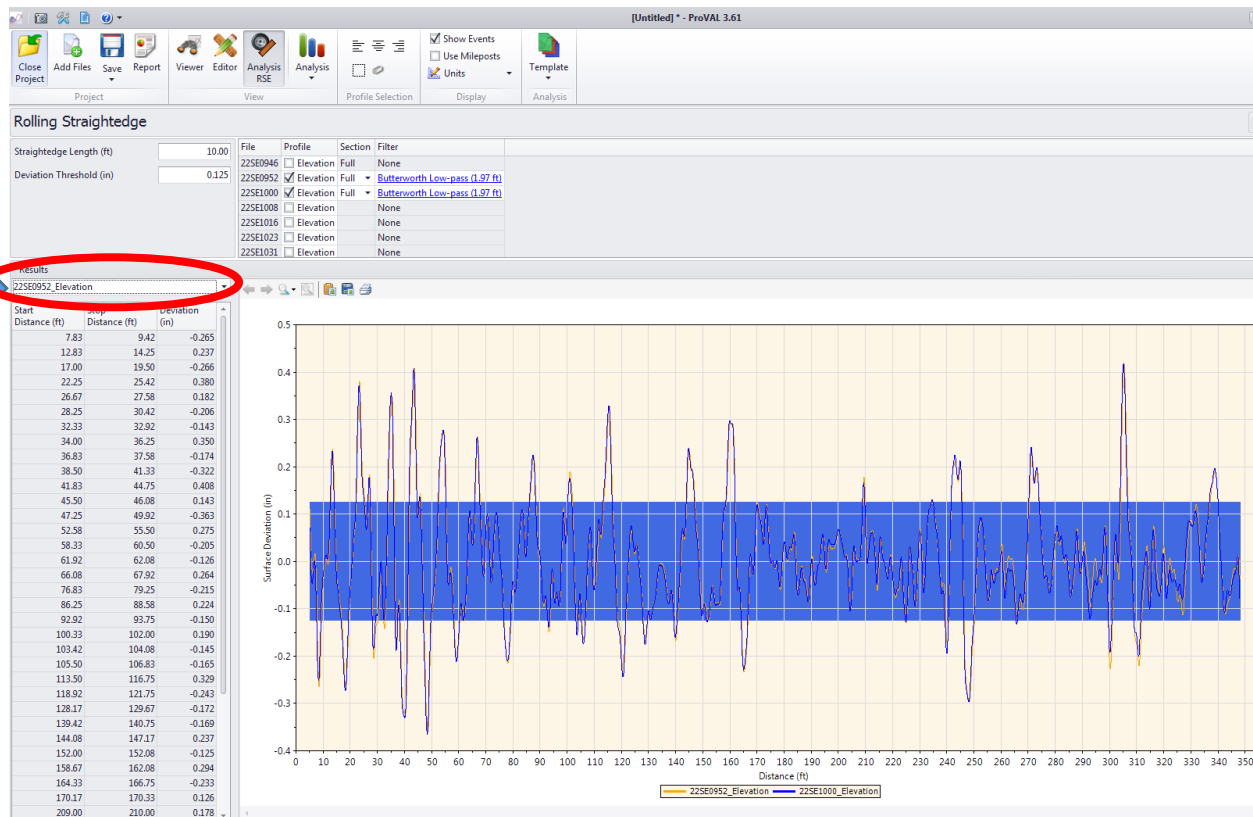 [Untitled] * - ProVAL 3.61
Close Project Add Files Save Report Viewer Editor Analysis RSE Analysis Show Events Use Mileposts Units Template
Project View Profile Selection Display Analysis
Rolling Straightedge
Straightedge Length (ft) 10.00
Deviation Threshold (in) 0.125
File Profile Section Filter
22SE0946 Elevation Full None
22SE0952 Elevation Full Butterworth Low-pass (1.97 ft)
22SE1000 Elevation Full Butterworth Low-pass (1.97 ft)
22SE1008 Elevation None
22SE1016 Elevation None
22SE1023 Elevation None
22SE1031 Elevation None
Results
22SE0952_Elevation
Start Distance (ft) Stop Distance (ft) Deviation (in)
7.83 9.42 -0.265
12.83 14.25 0.237
17.00 19.50 -0.266
22.25 25.42 0.380
26.67 27.58 0.182
28.25 30.42 -0.206
32.33 32.92 -0.143
34.00 36.25 0.350
36.83 37.58 -0.174
38.50 41.33 -0.322
41.83 44.75 0.408
45.50 46.08 0.143
47.25 49.92 -0.363
52.58 55.50 0.275
58.33 60.50 -0.205
61.92 62.08 -0.126
66.08 67.92 0.264
76.83 79.25 -0.215
86.25 88.58 0.224
92.92 93.75 -0.150
100.33 102.00 0.190
103.42 104.08 -0.145
105.50 106.83 -0.165
113.50 116.75 0.329
118.92 121.75 -0.243
128.17 129.67 -0.172
139.42 140.75 -0.169
144.08 147.17 0.237
152.00 152.08 -0.125
158.67 162.08 0.294
164.33 166.75 -0.233
170.17 170.33 0.126
209.00 210.00 0.178
0.5
0.4
0.3
0.2
0.1
0.0
-0.1
-0.2
-0.3
-0.4
Surface Deviation (in)
0 10 20 30 40 50 60 70 80 90 100 110 120 130 140 150 160 170 180 190 200 210 220 230 240 250 260 270 280 290 300 310 320 330 340 350
Distance (ft)
22SE0952_Elevation 22SE1000_Elevation